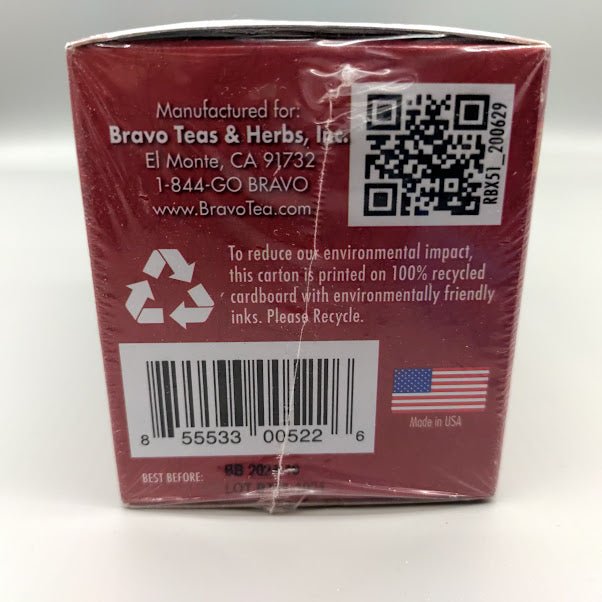 Manufactured for:
Bravo Teas & Herbs, Inc.
El Monte, CA 91732
1-844-GO BRAVO
www.BravoTea.com
RBX51_200629
To reduce our environmental impact,
this carton is printed on 100% recycled
cardboard with environmentally friendly
inks. Please Recycle.
8 55533 00522 6
Made in USA
BEST BEFORE: BB
LOT